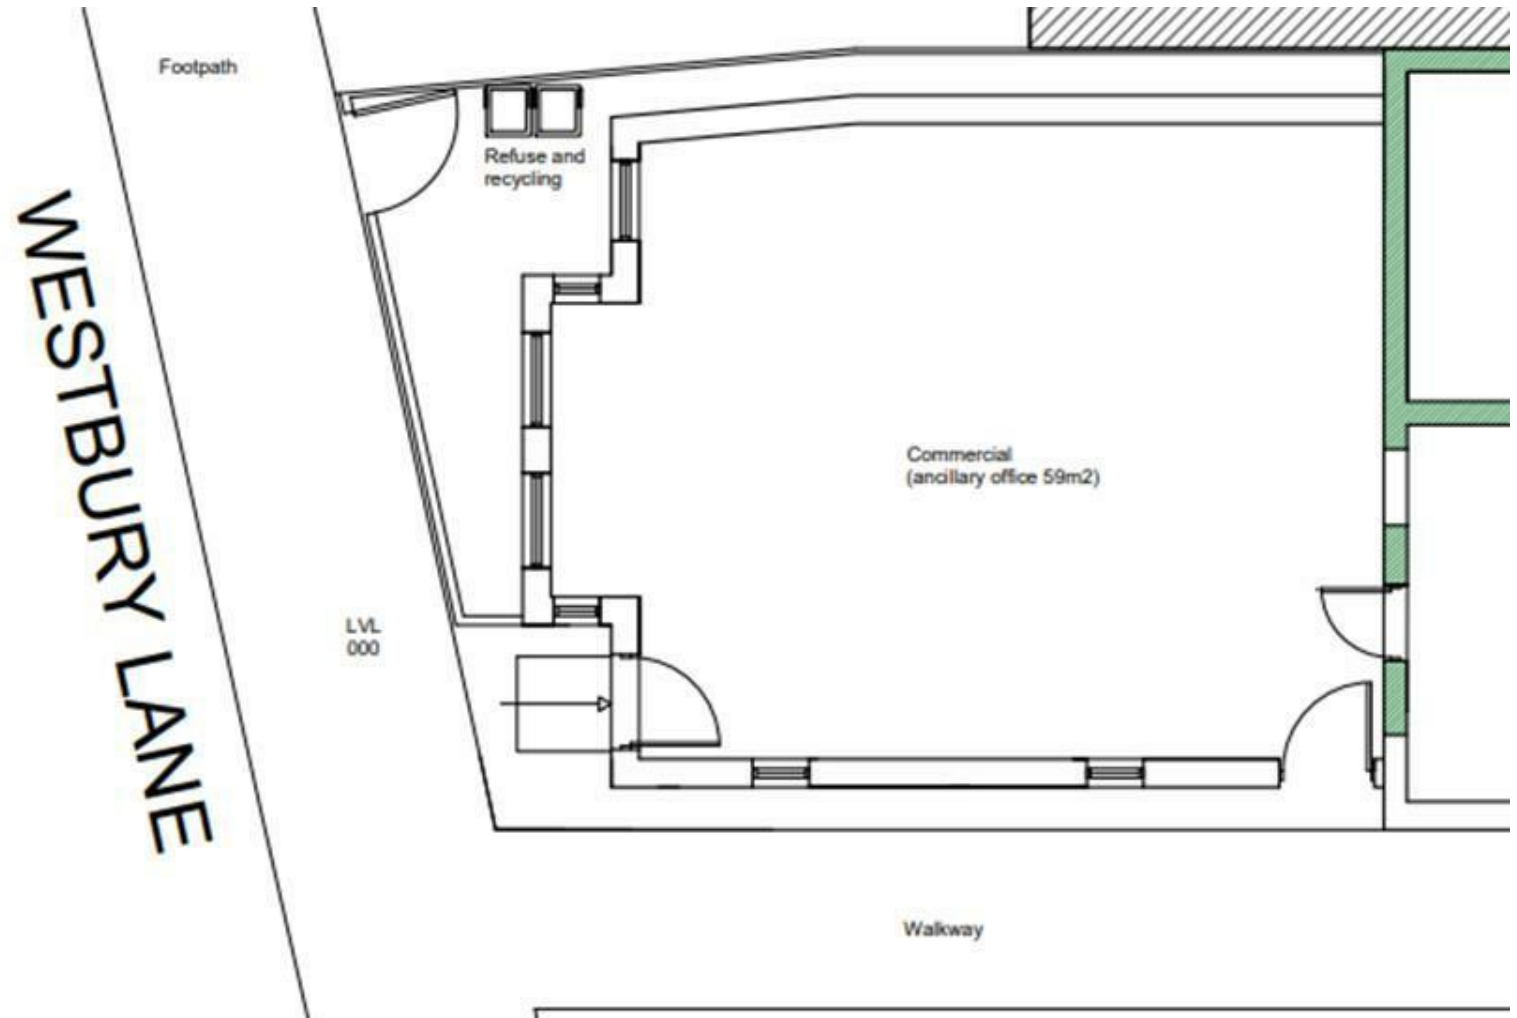 Footpath
Refuse and
recycling
WESTBURY LANE
Commercial
(ancillary office 59m2)
LVL
000
Walkway